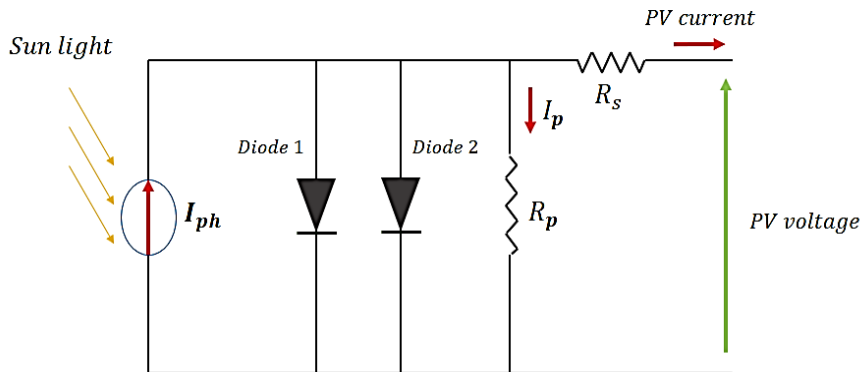 PV current
Sun light
R_s
I_p
Diode 1
Diode 2
I_ph
R_p
PV voltage